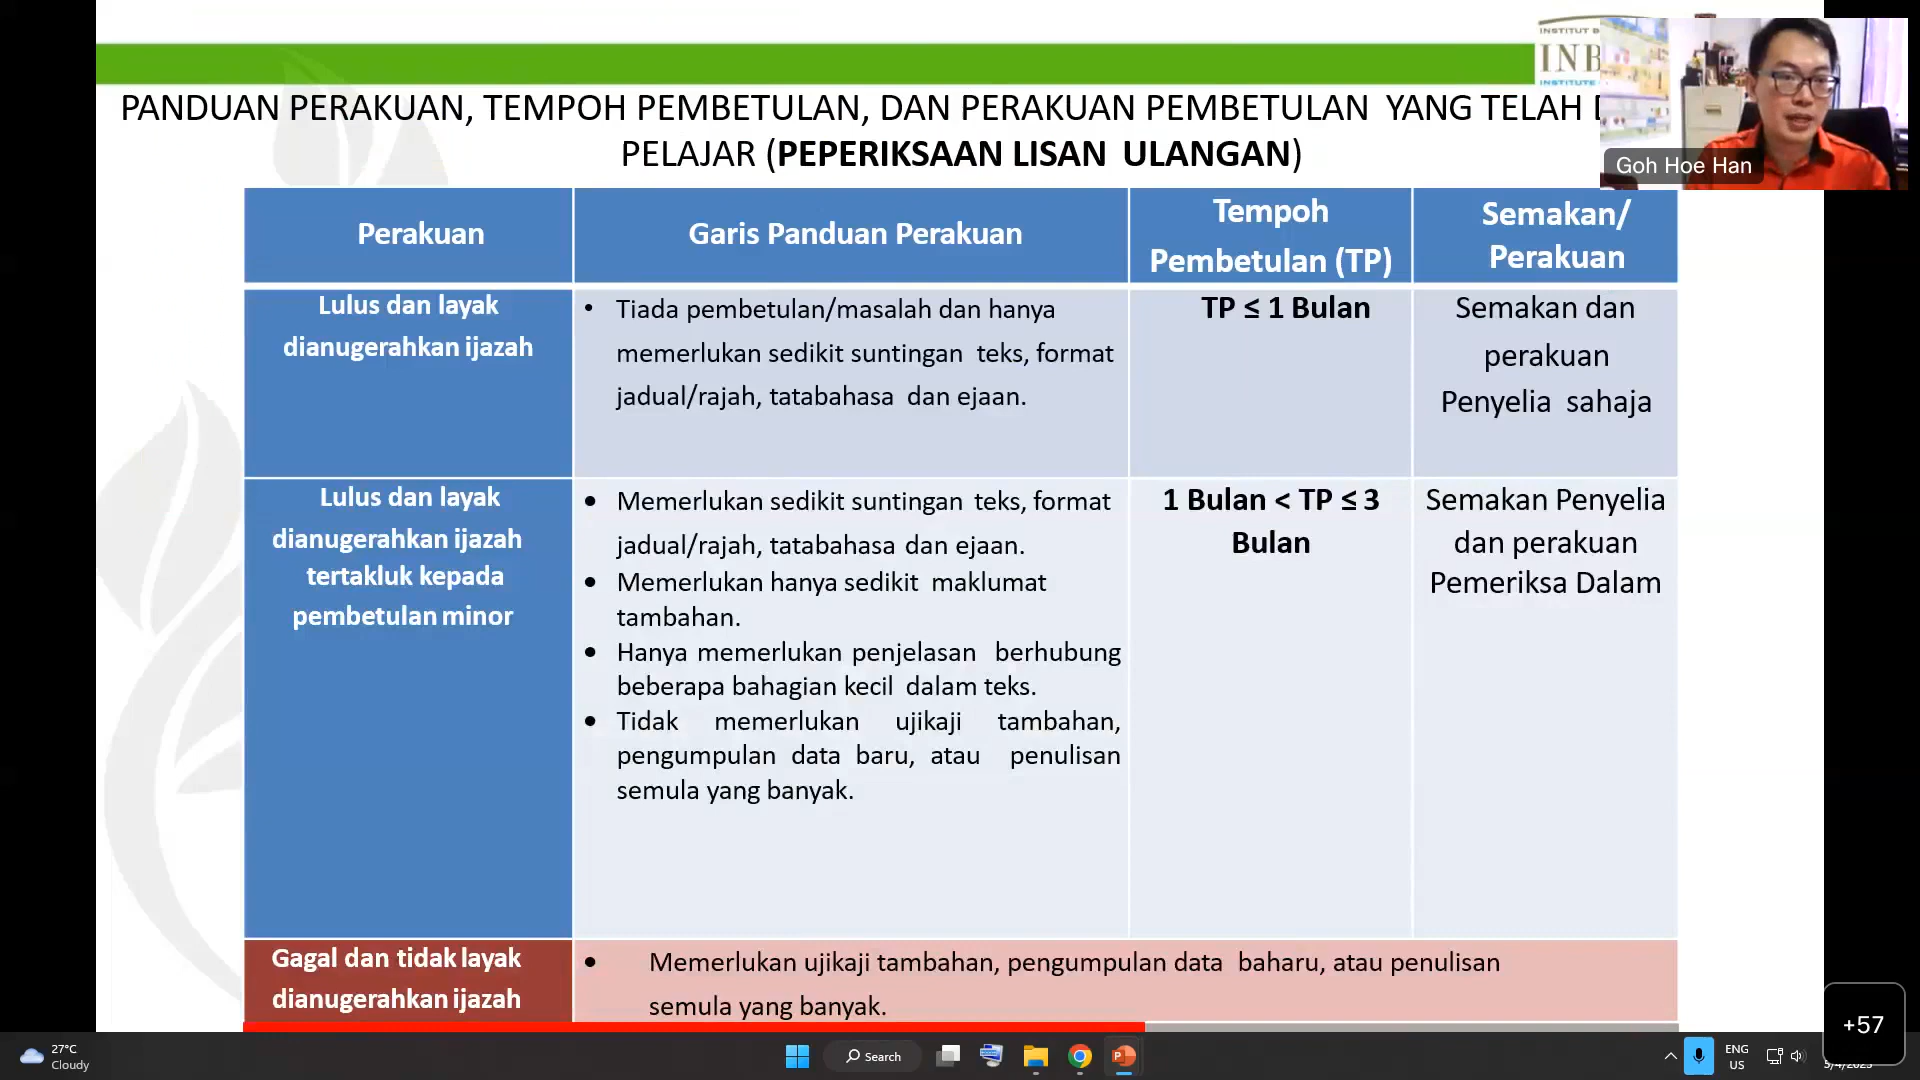 INSTITUT B
INB
INSTITUTE
PANDUAN PERAKUAN, TEMPOH PEMBETULAN, DAN PERAKUAN PEMBETULAN YANG TELAH
PELAJAR (PEPERIKSAAN LISAN ULANGAN)
Goh Hoe Han
Perakuan
Garis Panduan Perakuan
Tempoh
Pembetulan (TP)
Semakan/
Perakuan
Lulus dan layak
dianugerahkan ijazah
• Tiada pembetulan/masalah dan hanya
memerlukan sedikit suntingan teks, format
jadual/rajah, tatabahasa dan ejaan.
TP ≤ 1 Bulan
Semakan dan
perakuan
Penyelia sahaja
Lulus dan layak
dianugerahkan ijazah
tertakluk kepada
pembetulan minor
• Memerlukan sedikit suntingan teks, format
jadual/rajah, tatabahasa dan ejaan.
• Memerlukan hanya sedikit maklumat
tambahan.
• Hanya memerlukan penjelasan berhubung
beberapa bahagian kecil dalam teks.
• Tidak memerlukan ujikaji tambahan,
pengumpulan data baru, atau penulisan
semula yang banyak.
1 Bulan < TP ≤ 3
Bulan
Semakan Penyelia
dan perakuan
Pemeriksa Dalam
Gagal dan tidak layak
dianugerahkan ijazah
• Memerlukan ujikaji tambahan, pengumpulan data baharu, atau penulisan
semula yang banyak.
+57
27°C
Cloudy
Search
ENG
US